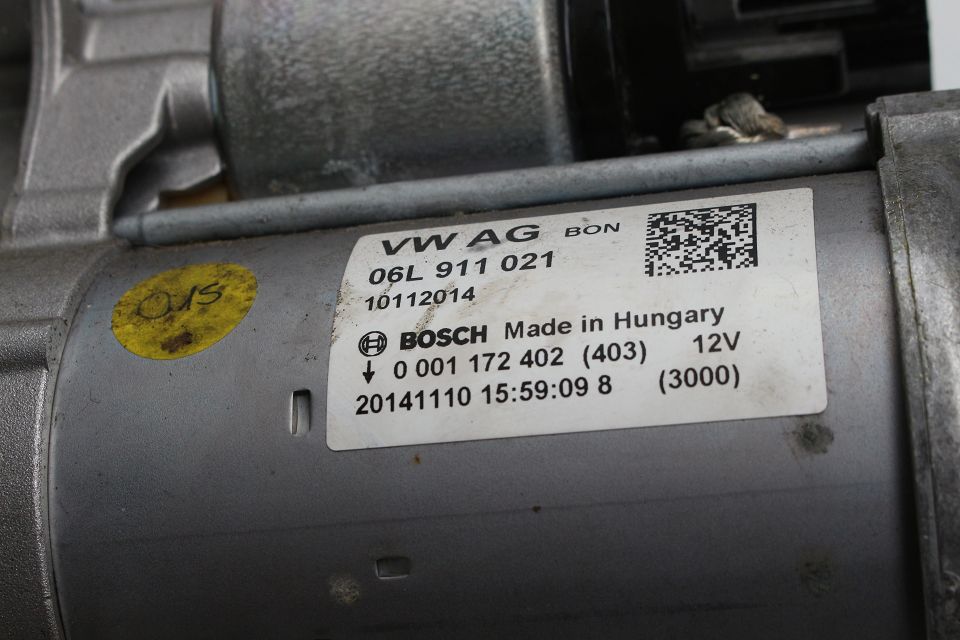 VW AG BON
06L 911 021
10112014
BOSCH Made in Hungary
0 001 172 402 (403) 12V
20141110 15:59:09 8 (3000)
015